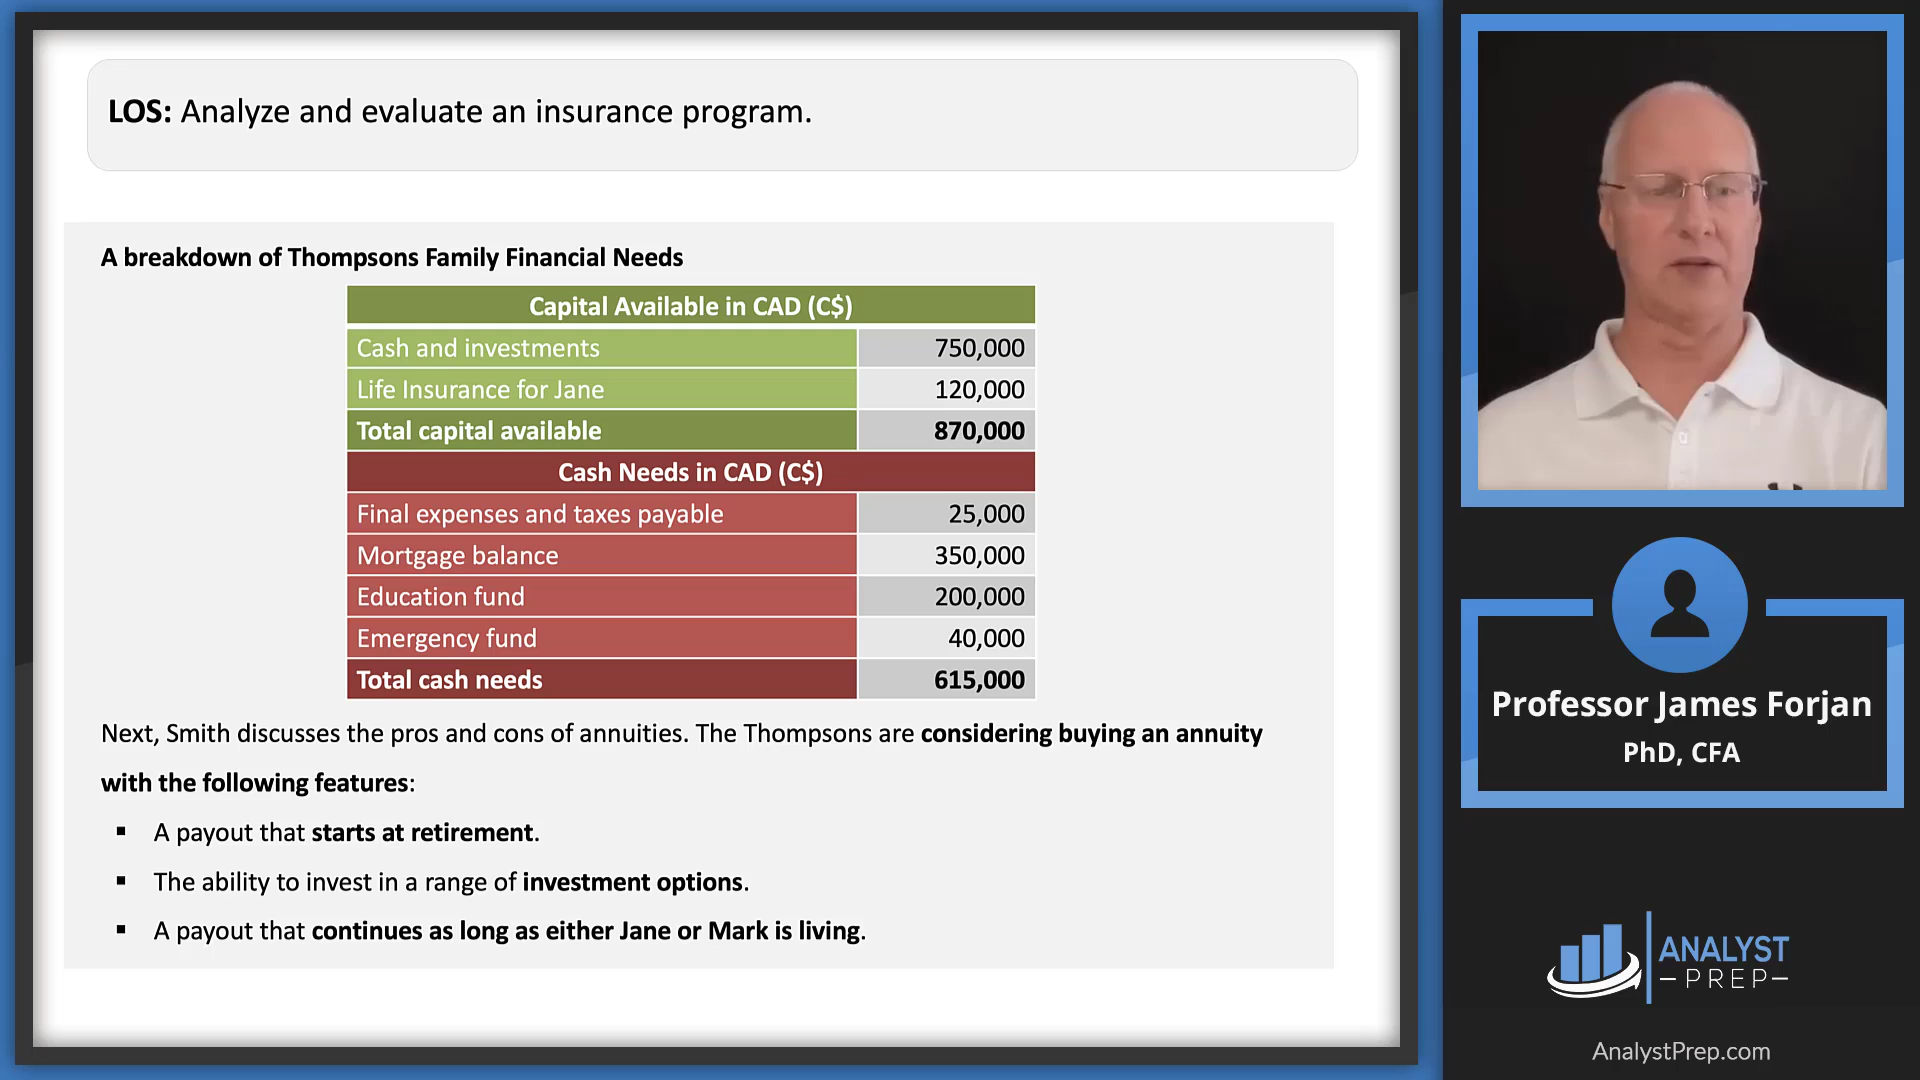 LOS: Analyze and evaluate an insurance program.
A breakdown of Thompsons Family Financial Needs
Capital Available in CAD (C$)
Cash and investments 750,000
Life Insurance for Jane 120,000
Total capital available 870,000
Cash Needs in CAD (C$)
Final expenses and taxes payable 25,000
Mortgage balance 350,000
Education fund 200,000
Emergency fund 40,000
Total cash needs 615,000
Next, Smith discusses the pros and cons of annuities. The Thompsons are considering buying an annuity
with the following features:
▪ A payout that starts at retirement.
▪ The ability to invest in a range of investment options.
▪ A payout that continues as long as either Jane or Mark is living.
Professor James Forjan
PhD, CFA
ANALYST
PREP
AnalystPrep.com